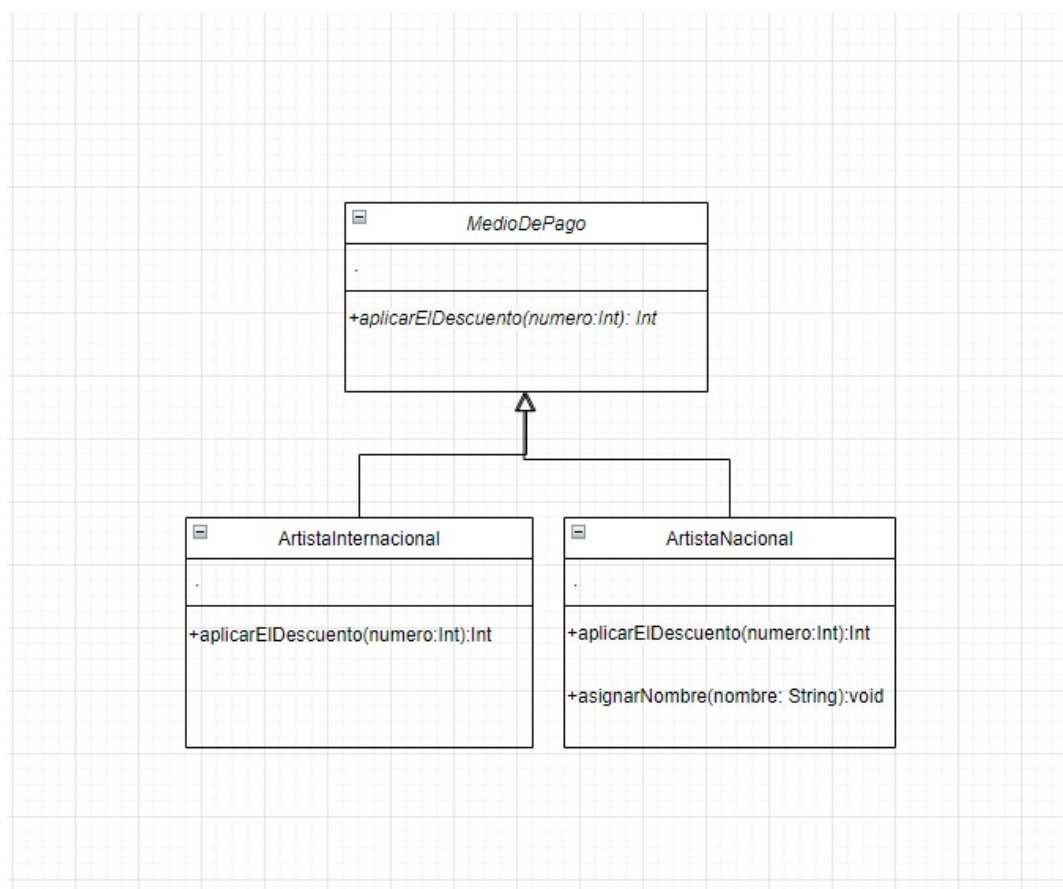 MedioDePago
.
+aplicarElDescuento(numero:Int): Int
ArtistaInternacional
.
+aplicarElDescuento(numero:Int):Int
ArtistaNacional
.
+aplicarElDescuento(numero:Int):Int
+asignarNombre(nombre: String):void